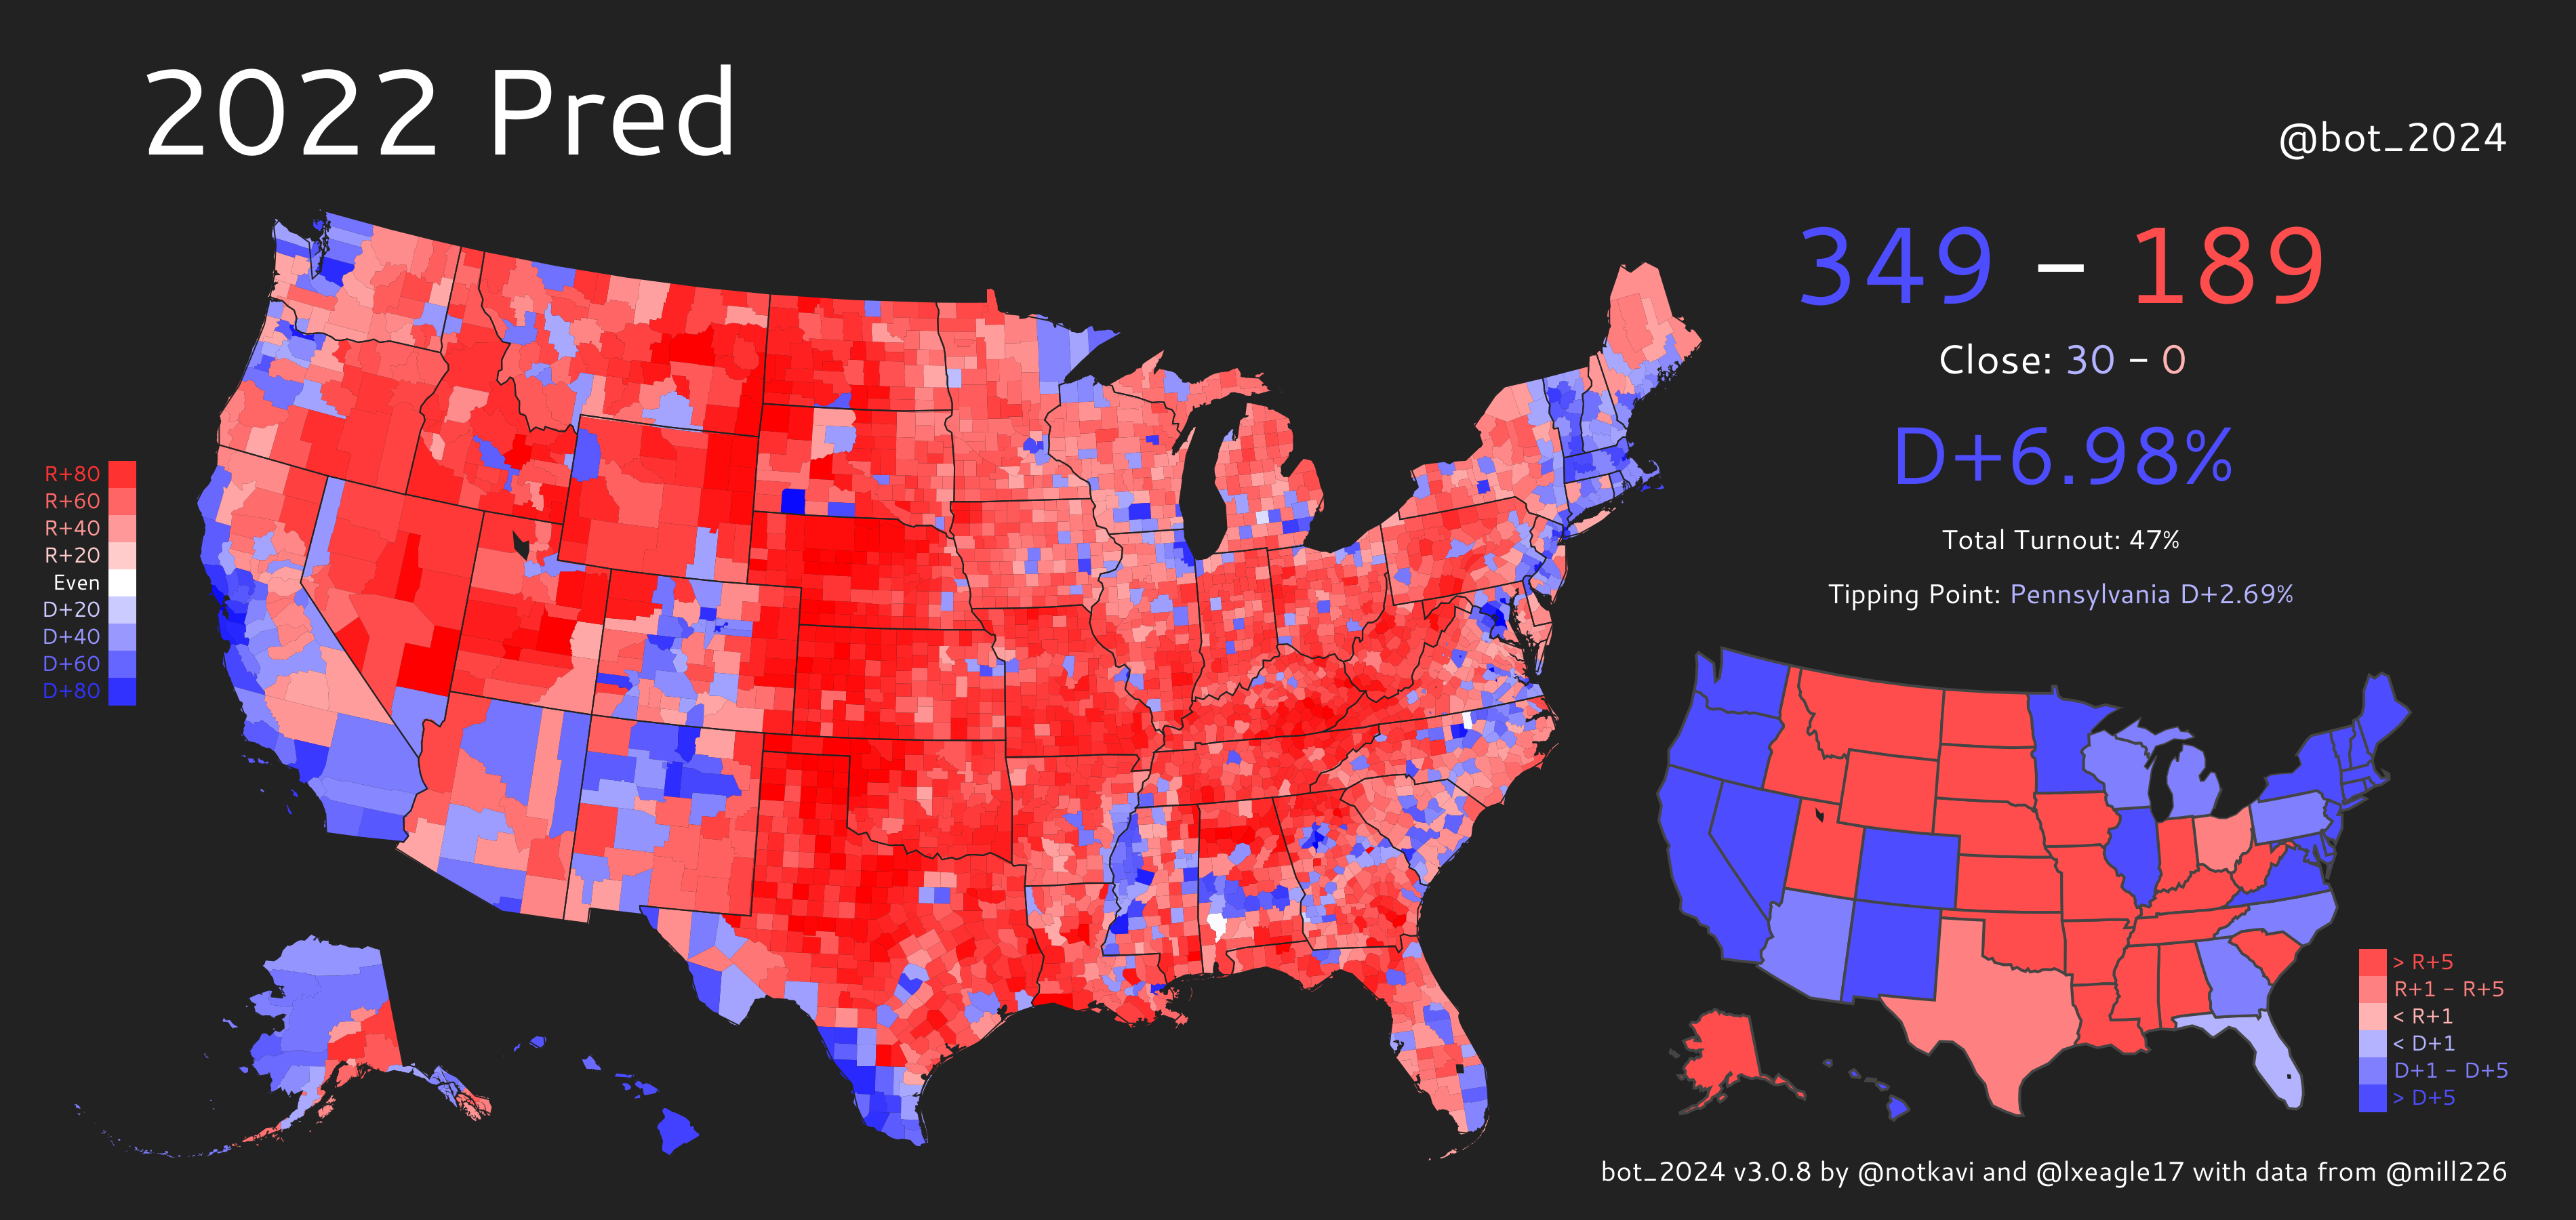 2022 Pred
@bot_2024
349 – 189
Close: 30 – 0
D+6.98%
Total Turnout: 47%
Tipping Point: Pennsylvania D+2.69%
R+80
R+60
R+40
R+20
Even
D+20
D+40
D+60
D+80
> R+5
R+1 – R+5
< R+1
< D+1
D+1 – D+5
> D+5
bot_2024 v3.0.8 by @notkavi and @lxeagle17 with data from @mill226